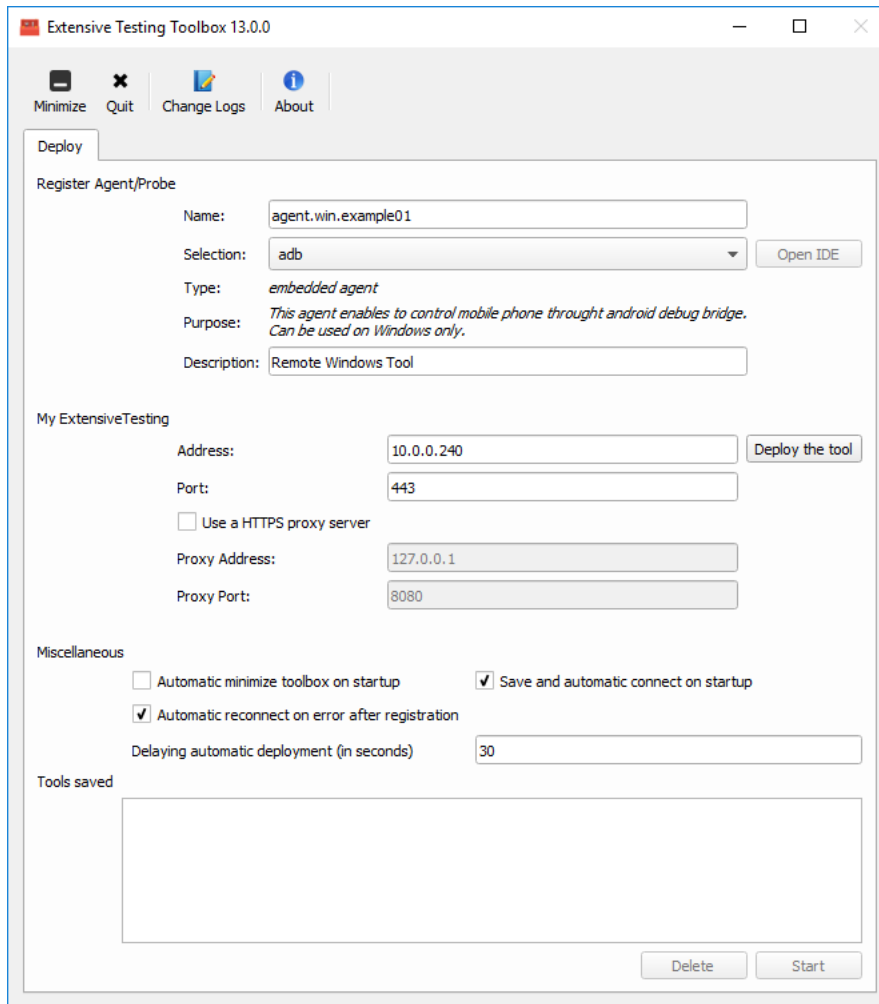 Extensive Testing Toolbox 13.0.0
Minimize Quit Change Logs About
Deploy
Register Agent/Probe
Name: agent.win.example01
Selection: adb Open IDE
Type: embedded agent
Purpose: This agent enables to control mobile phone throught android debug bridge.
Can be used on Windows only.
Description: Remote Windows Tool
My ExtensiveTesting
Address: 10.0.0.240 Deploy the tool
Port: 443
Use a HTTPS proxy server
Proxy Address: 127.0.0.1
Proxy Port: 8080
Miscellaneous
Automatic minimize toolbox on startup Save and automatic connect on startup
Automatic reconnect on error after registration
Delaying automatic deployment (in seconds) 30
Tools saved
Delete Start